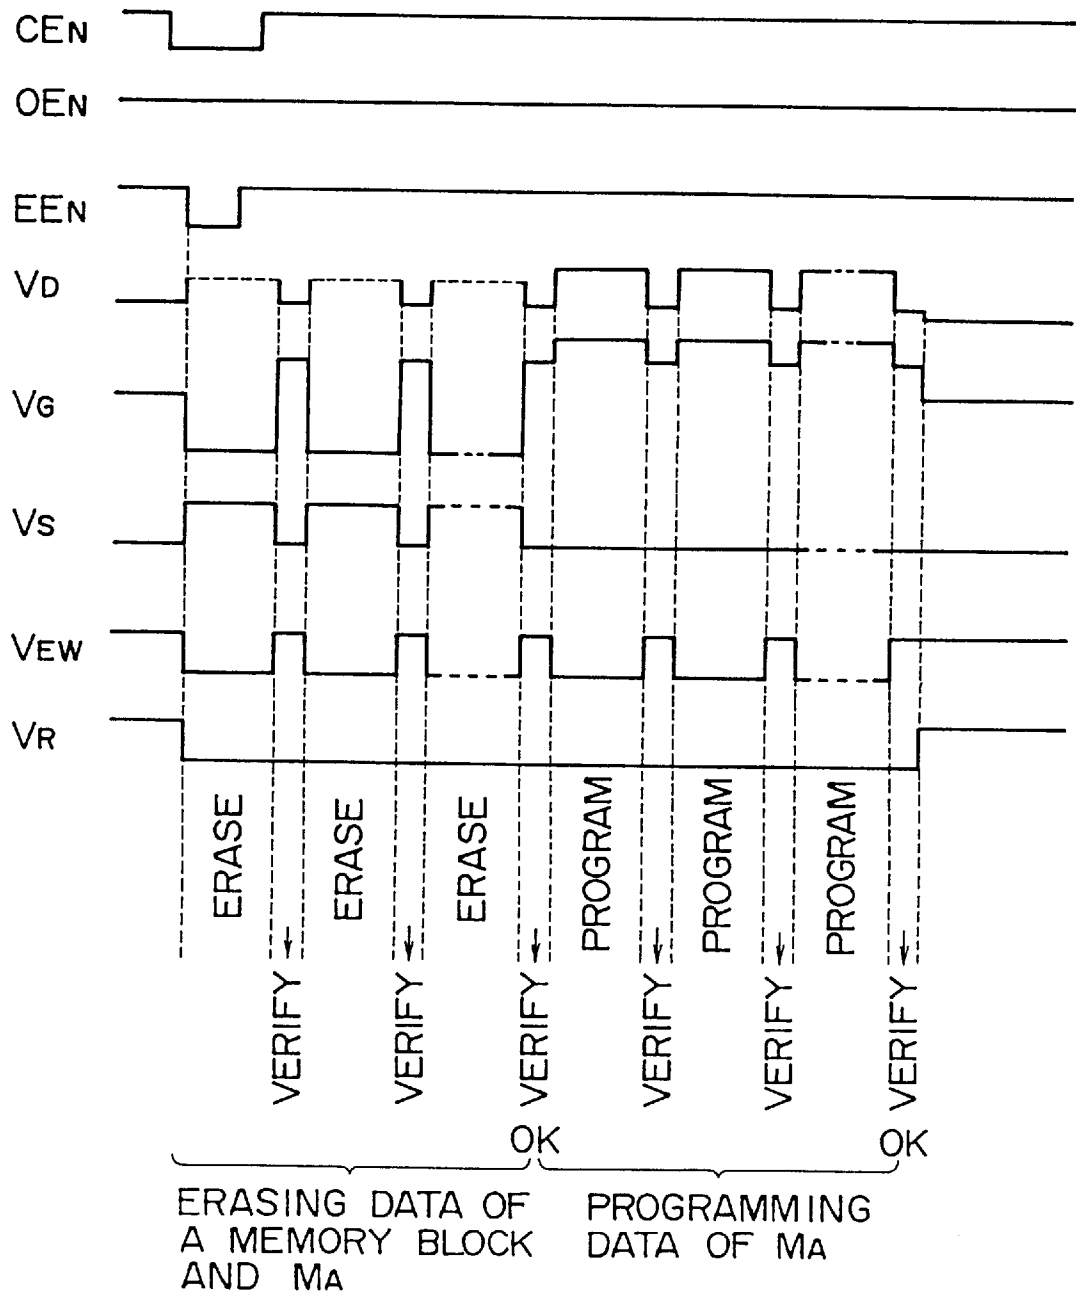 CEN
OEN
EEN
VD
VG
VS
VEW
VR
ERASE
ERASE
ERASE
PROGRAM
PROGRAM
PROGRAM
VERIFY
VERIFY
VERIFY
VERIFY
VERIFY
VERIFY
OK
OK
ERASING DATA OF
A MEMORY BLOCK
AND MA
PROGRAMMING
DATA OF MA